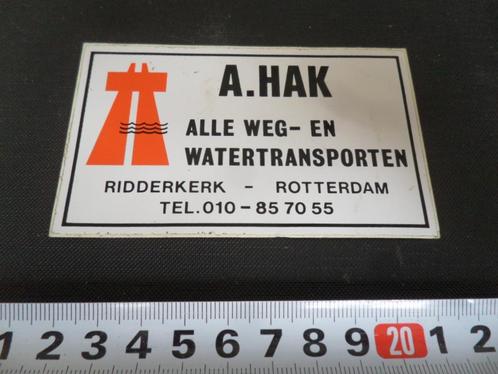 A.HAK
ALLE WEG- EN
WATERTRANSPORTEN
RIDDERKERK - ROTTERDAM
TEL.010-85 70 55
1 2 3 4 5 6 7 8 9 20 1 2